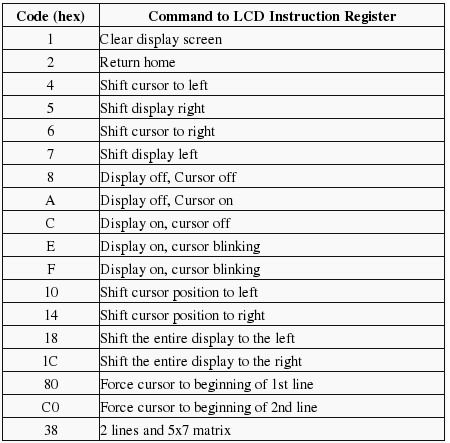 Code (hex) Command to LCD Instruction Register
1 Clear display screen
2 Return home
4 Shift cursor to left
5 Shift display right
6 Shift cursor to right
7 Shift display left
8 Display off, Cursor off
A Display off, Cursor on
C Display on, cursor off
E Display on, cursor blinking
F Display on, cursor blinking
10 Shift cursor position to left
14 Shift cursor position to right
18 Shift the entire display to the left
1C Shift the entire display to the right
80 Force cursor to beginning of 1st line
C0 Force cursor to beginning of 2nd line
38 2 lines and 5x7 matrix